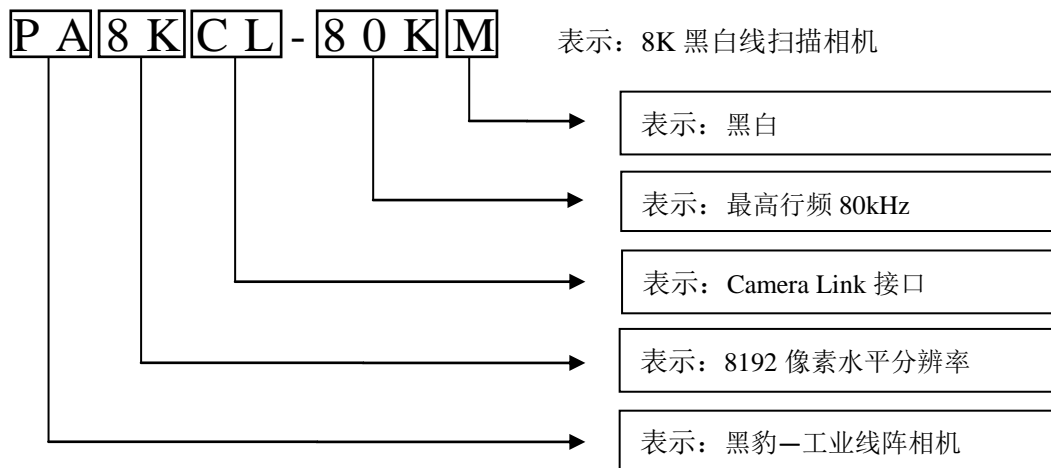 PA8KCL-80KM 表示：8K 黑白线扫描相机
表示：黑白
表示：最高行频 80kHz
表示：Camera Link 接口
表示：8192 像素水平分辨率
表示：黑豹—工业线阵相机